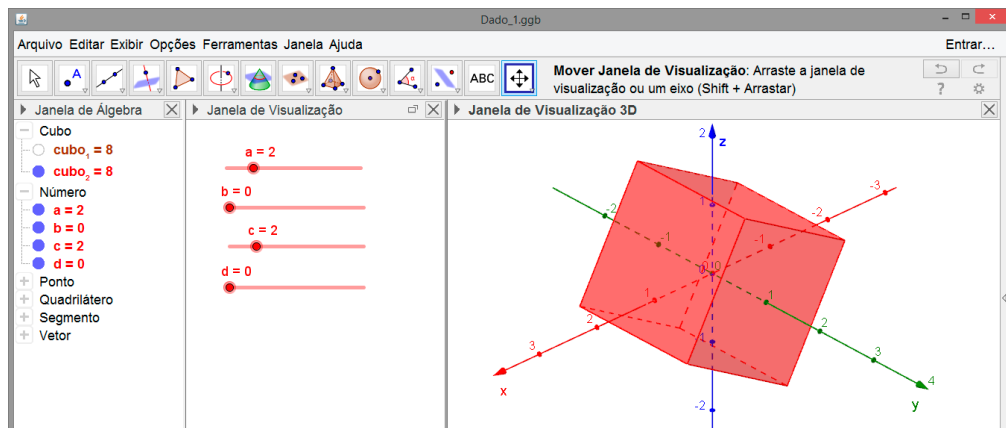 Dado_1.ggb
Arquivo Editar Exibir Opções Ferramentas Janela Ajuda
Entrar...
A
ABC
Mover Janela de Visualização: Arraste a janela de
visualização ou um eixo (Shift + Arrastar)
?
Janela de Álgebra
Cubo
cubo₁ = 8
cubo₂ = 8
Número
a = 2
b = 0
c = 2
d = 0
Ponto
Quadrilátero
Segmento
Vetor
Janela de Visualização
a = 2
b = 0
c = 2
d = 0
Janela de Visualização 3D
2
z
1
-3
-2
-1
-2
-1
0
0
1
1
2
2
3
3
4
x
y
-2